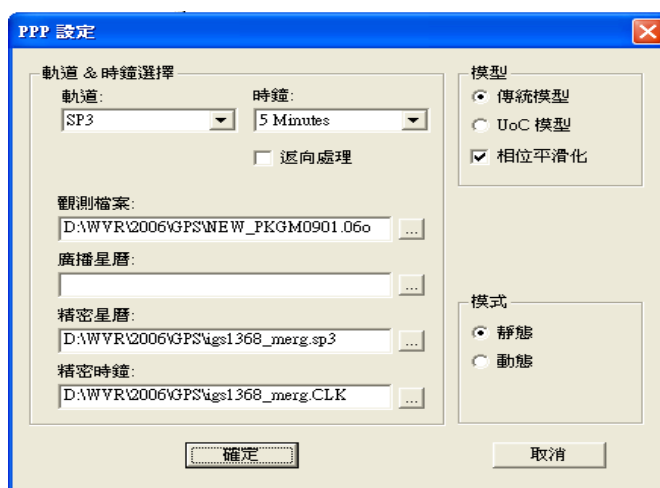 PPP 設定
軌道 & 時鐘選擇
軌道:
時鐘:
SP3
5 Minutes
返向處理
觀測檔案:
D:\WVR\2006\GPS\NEW_PKGM0901.06o
...
廣播星曆:
...
精密星曆:
D:\WVR\2006\GPS\igs1368_merg.sp3
...
精密時鐘:
D:\WVR\2006\GPS\igs1368_merg.CLK
...
模型
傳統模型
UoC 模型
相位平滑化
模式
靜態
動態
確定
取消